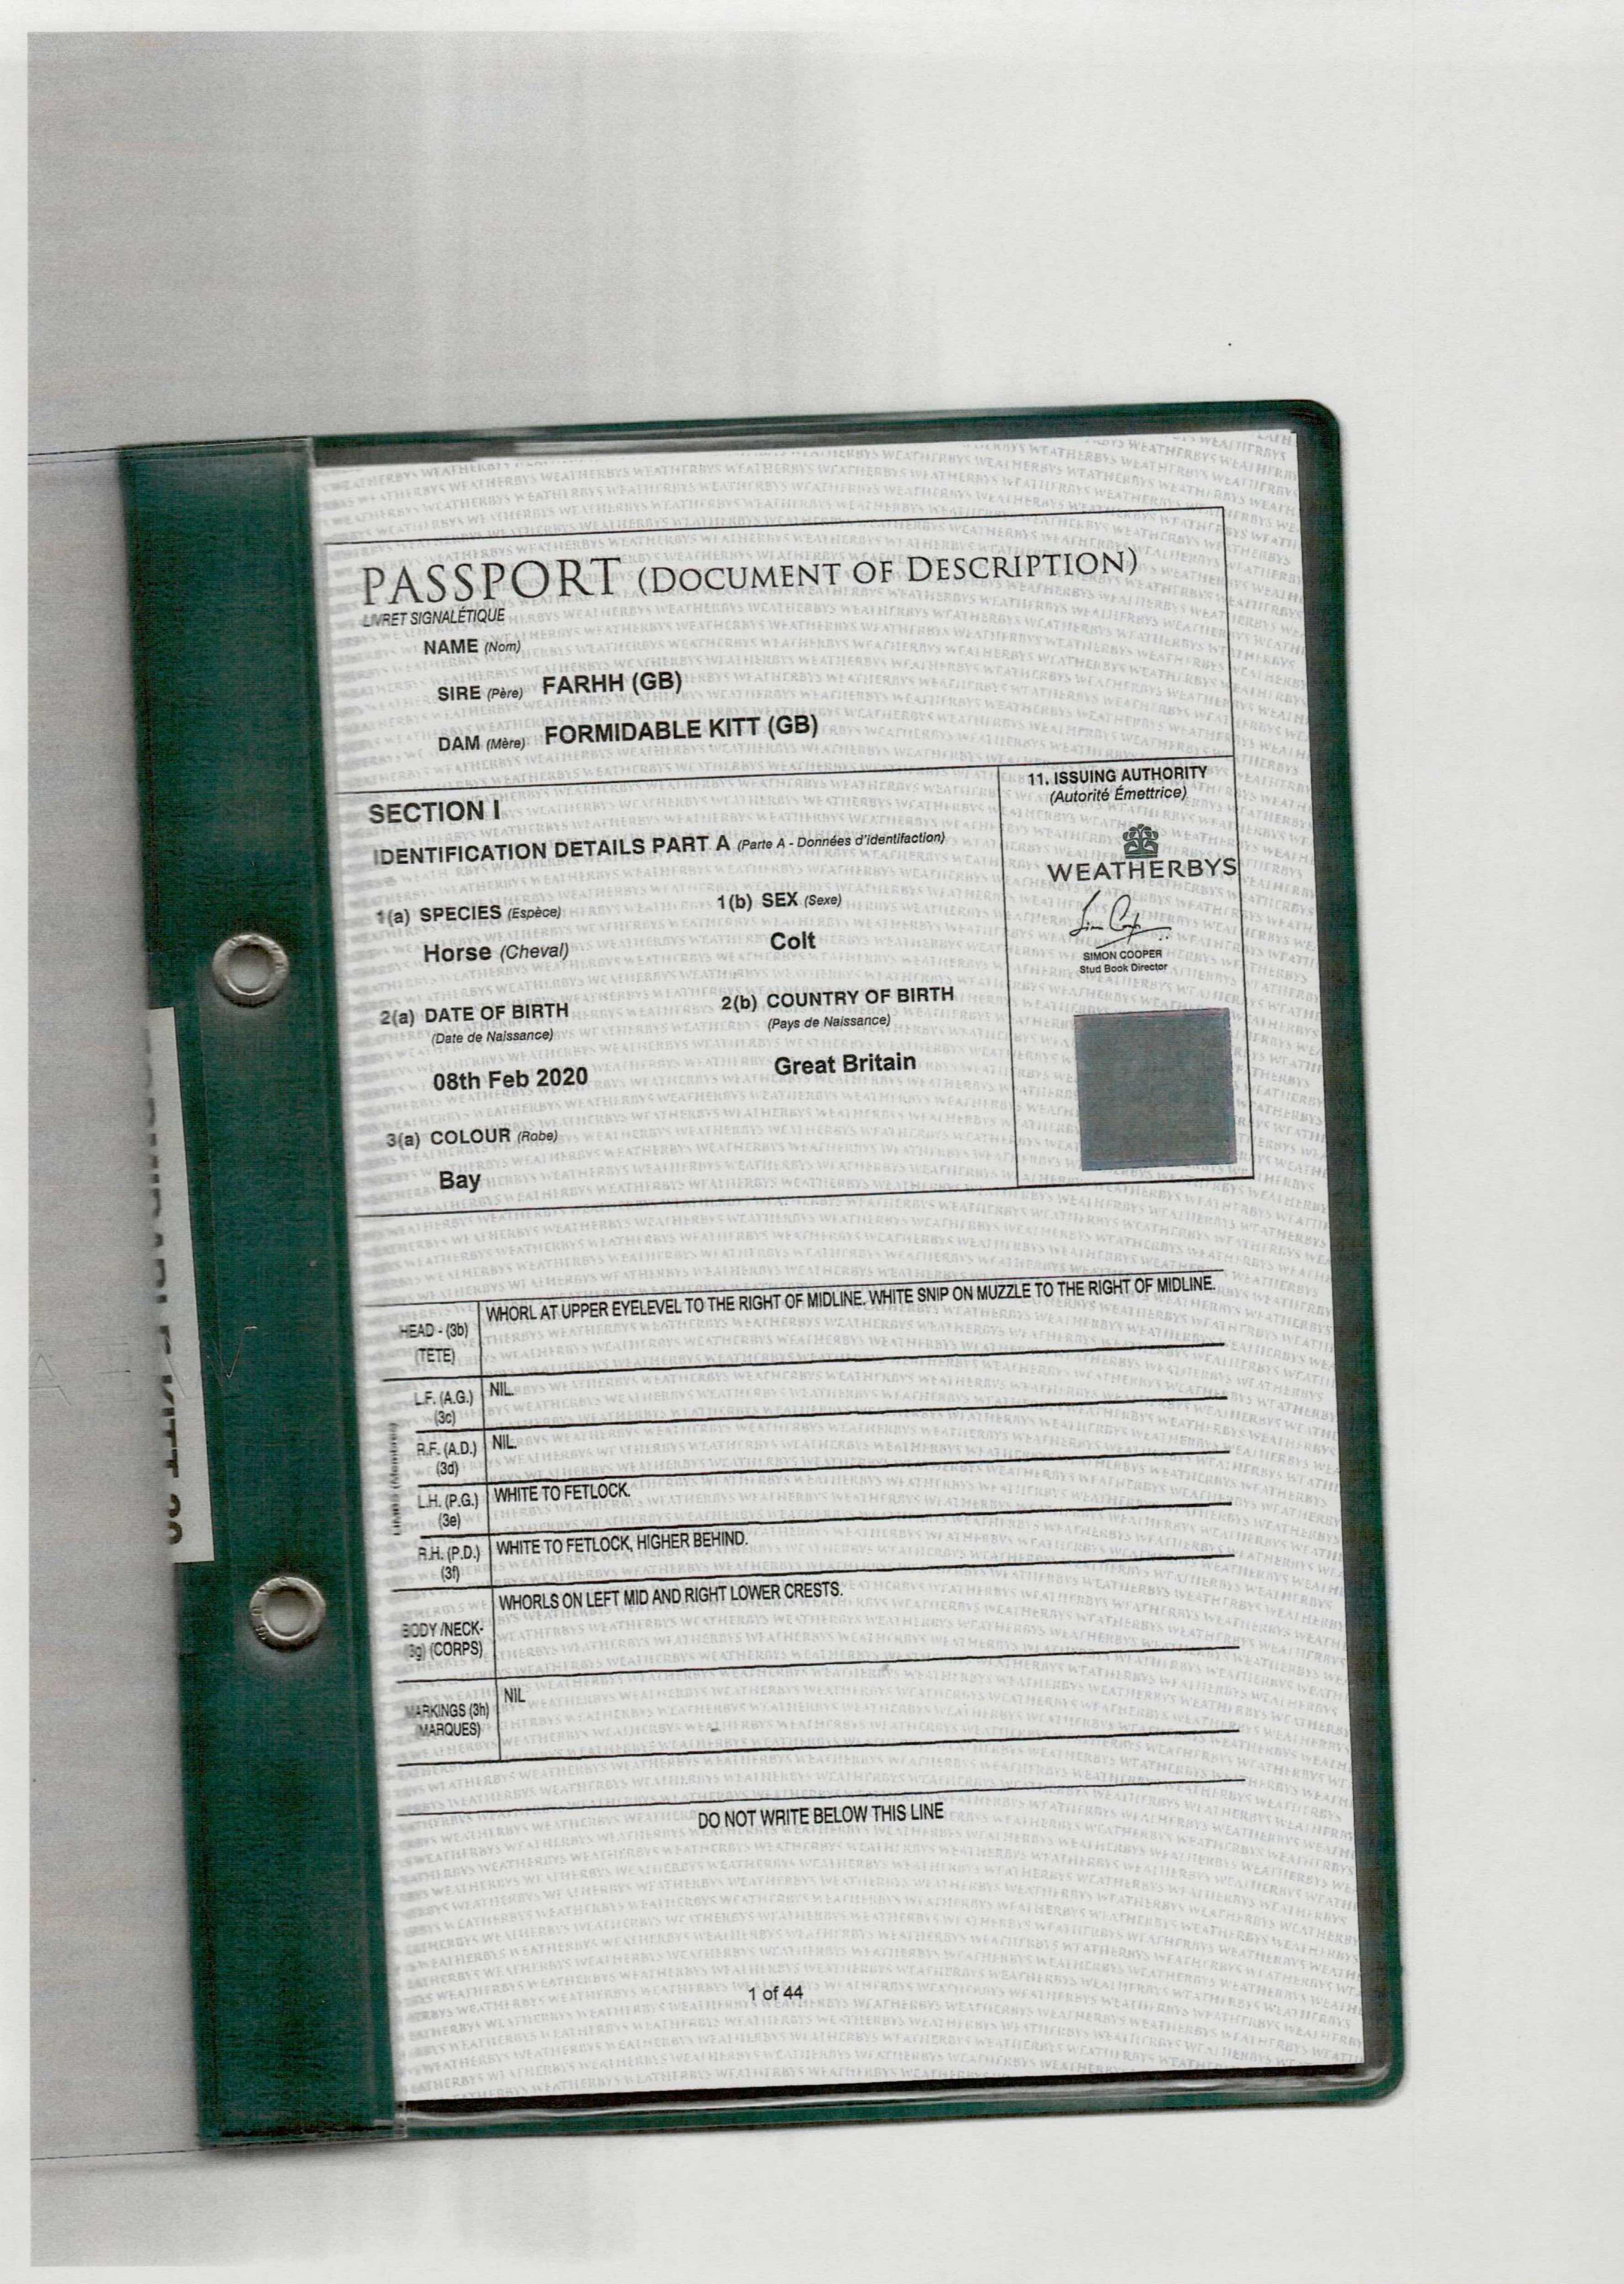 PASSPORT (DOCUMENT OF DESCRIPTION)
LIVRET SIGNALÉTIQUE
NAME (Nom)
SIRE (Père) FARHH (GB)
DAM (Mère) FORMIDABLE KITT (GB)
SECTION I
IDENTIFICATION DETAILS PART A (Parte A - Données d'identifaction)
11. ISSUING AUTHORITY
(Autorité Émettrice)
WEATHERBYS
SIMON COOPER
Stud Book Director
1(a) SPECIES (Espèce) 1(b) SEX (Sexe)
Horse (Cheval) Colt
2(a) DATE OF BIRTH 2(b) COUNTRY OF BIRTH
(Date de Naissance) (Pays de Naissance)
08th Feb 2020 Great Britain
3(a) COLOUR (Robe)
Bay
HEAD - (3b) WHORL AT UPPER EYELEVEL TO THE RIGHT OF MIDLINE. WHITE SNIP ON MUZZLE TO THE RIGHT OF MIDLINE.
(TETE)
LIMBS (Membres)
L.F. (A.G.) NIL.
(3c)
R.F. (A.D.) NIL.
(3d)
L.H. (P.G.) WHITE TO FETLOCK.
(3e)
R.H. (P.D.) WHITE TO FETLOCK, HIGHER BEHIND.
(3f)
BODY /NECK- WHORLS ON LEFT MID AND RIGHT LOWER CRESTS.
(3g) (CORPS)
MARKINGS (3h) NIL
(MARQUES)
DO NOT WRITE BELOW THIS LINE
1 of 44